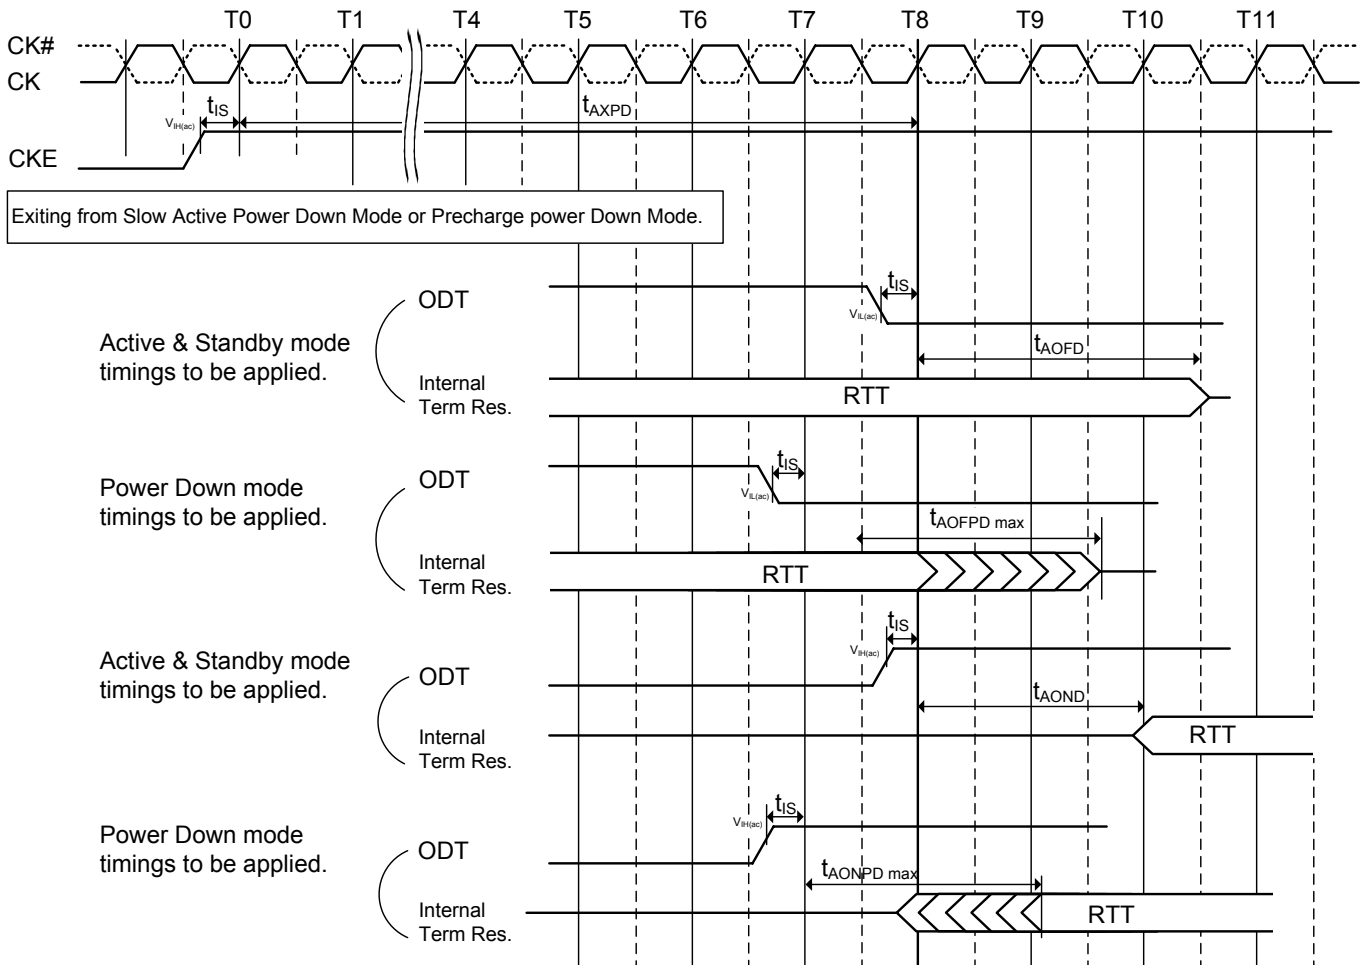 T0 T1 T4 T5 T6 T7 T8 T9 T10 T11
CK#
CK
tIS
tAXPD
VIH(ac)
CKE
Exiting from Slow Active Power Down Mode or Precharge power Down Mode.
tIS
ODT
VIL(ac)
Active & Standby mode
timings to be applied.
tAOFD
Internal
Term Res.
RTT
tIS
ODT
VIL(ac)
Power Down mode
timings to be applied.
tAOFPD max
Internal
Term Res.
RTT
tIS
VIH(ac)
Active & Standby mode
timings to be applied.
ODT
tAOND
Internal
Term Res.
RTT
tIS
VIH(ac)
Power Down mode
timings to be applied.
ODT
tAONPD max
Internal
Term Res.
RTT